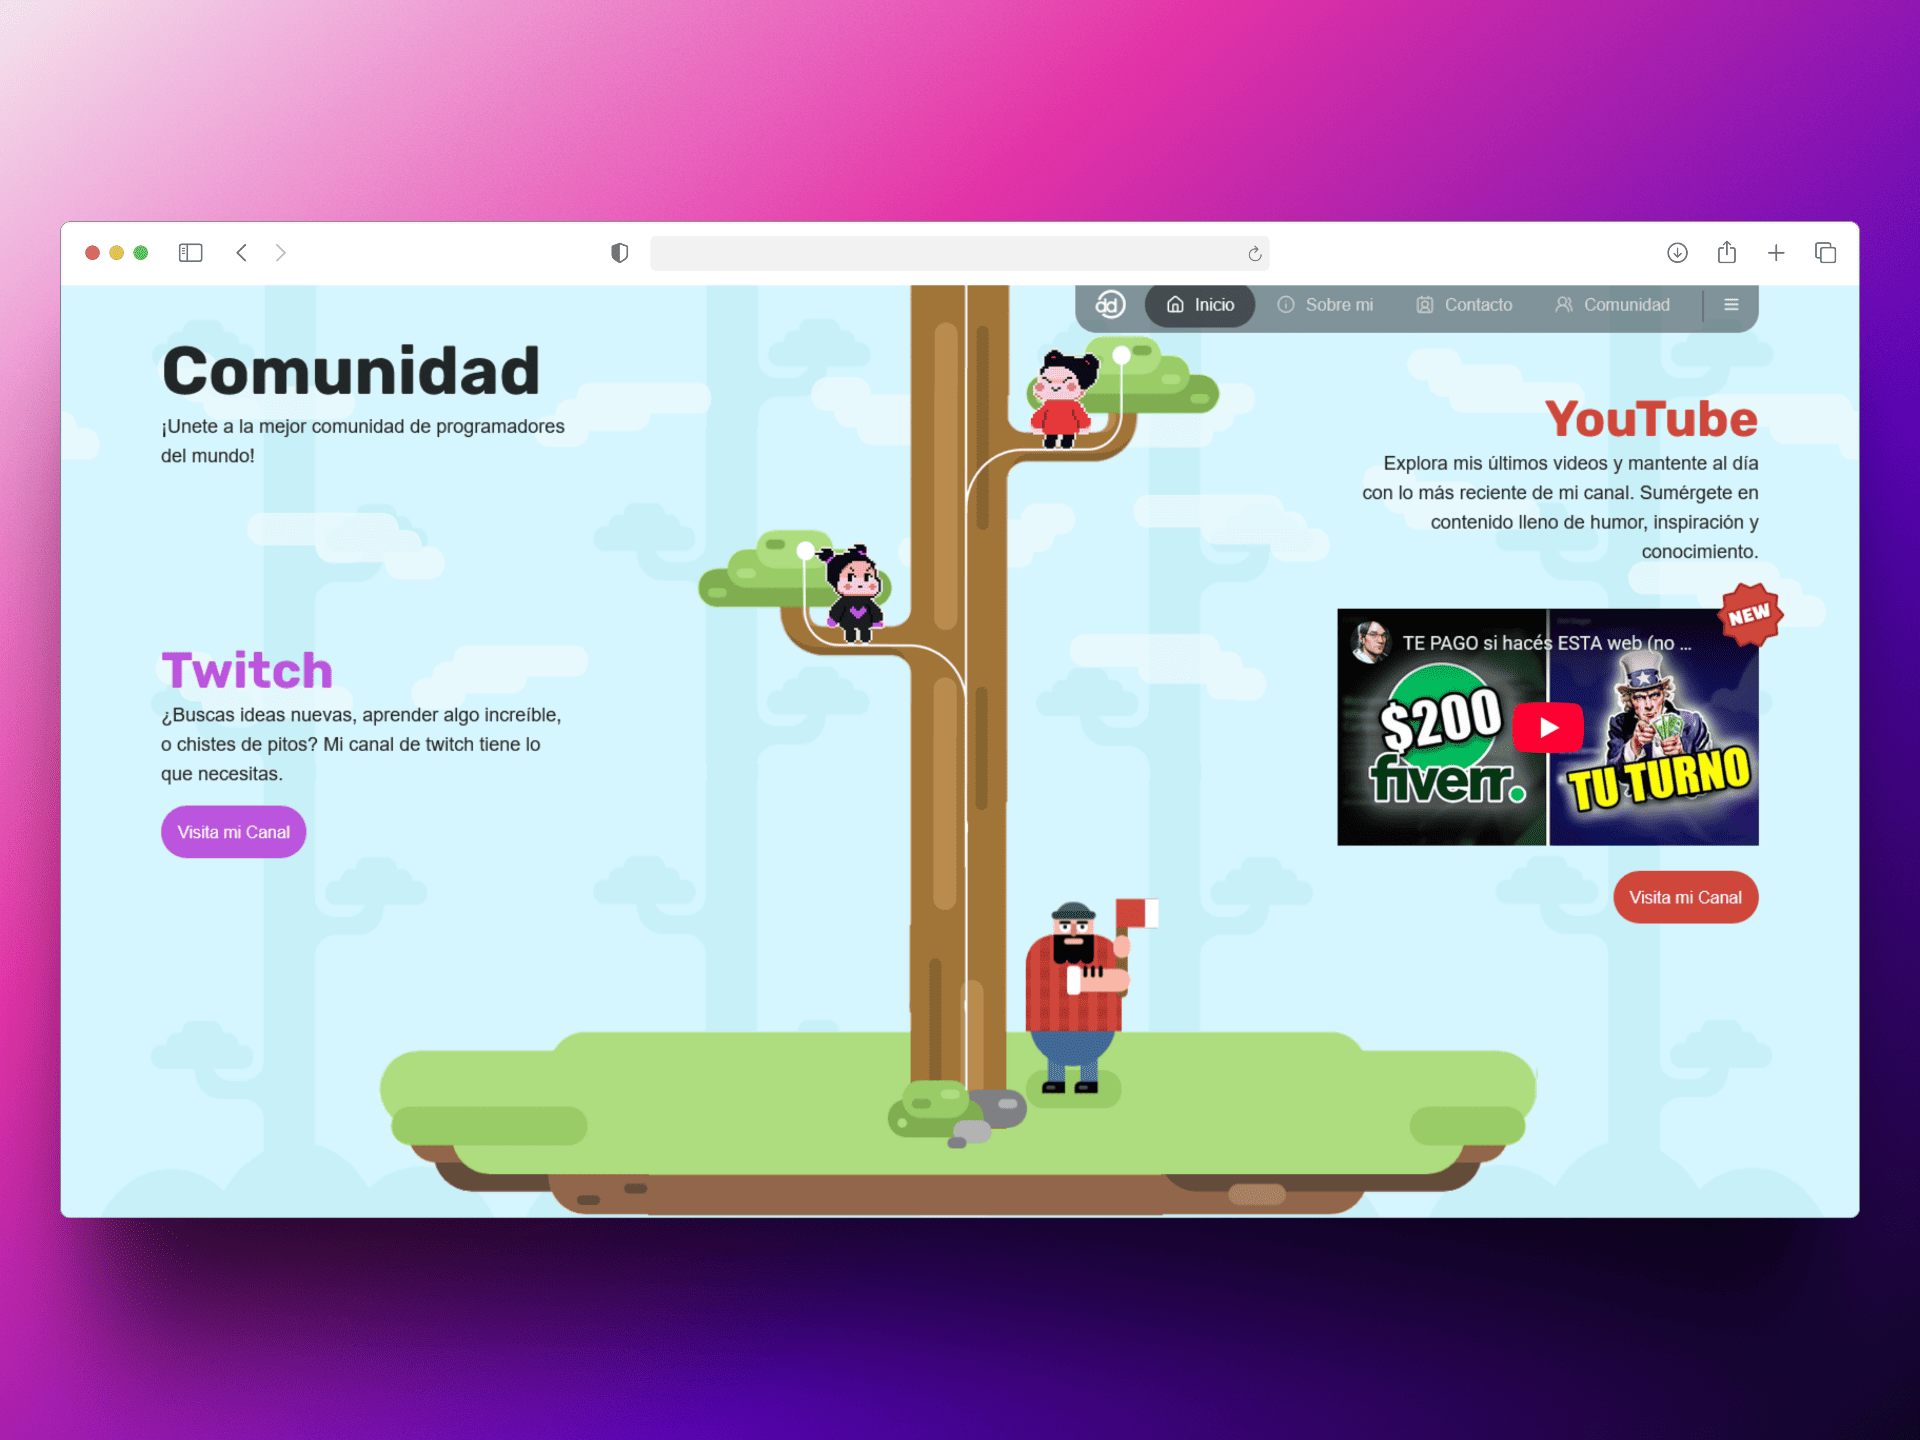 dd
Inicio
Sobre mi
Contacto
Comunidad
Comunidad
¡Unete a la mejor comunidad de programadores
del mundo!
YouTube
Explora mis últimos videos y mantente al día
con lo más reciente de mi canal. Sumérgete en
contenido lleno de humor, inspiración y
conocimiento.
NEW
TE PAGO si hacés ESTA web (no ...
$200
fiverr.
TU TURNO
Visita mi Canal
Twitch
¿Buscas ideas nuevas, aprender algo increíble,
o chistes de pitos? Mi canal de twitch tiene lo
que necesitas.
Visita mi Canal